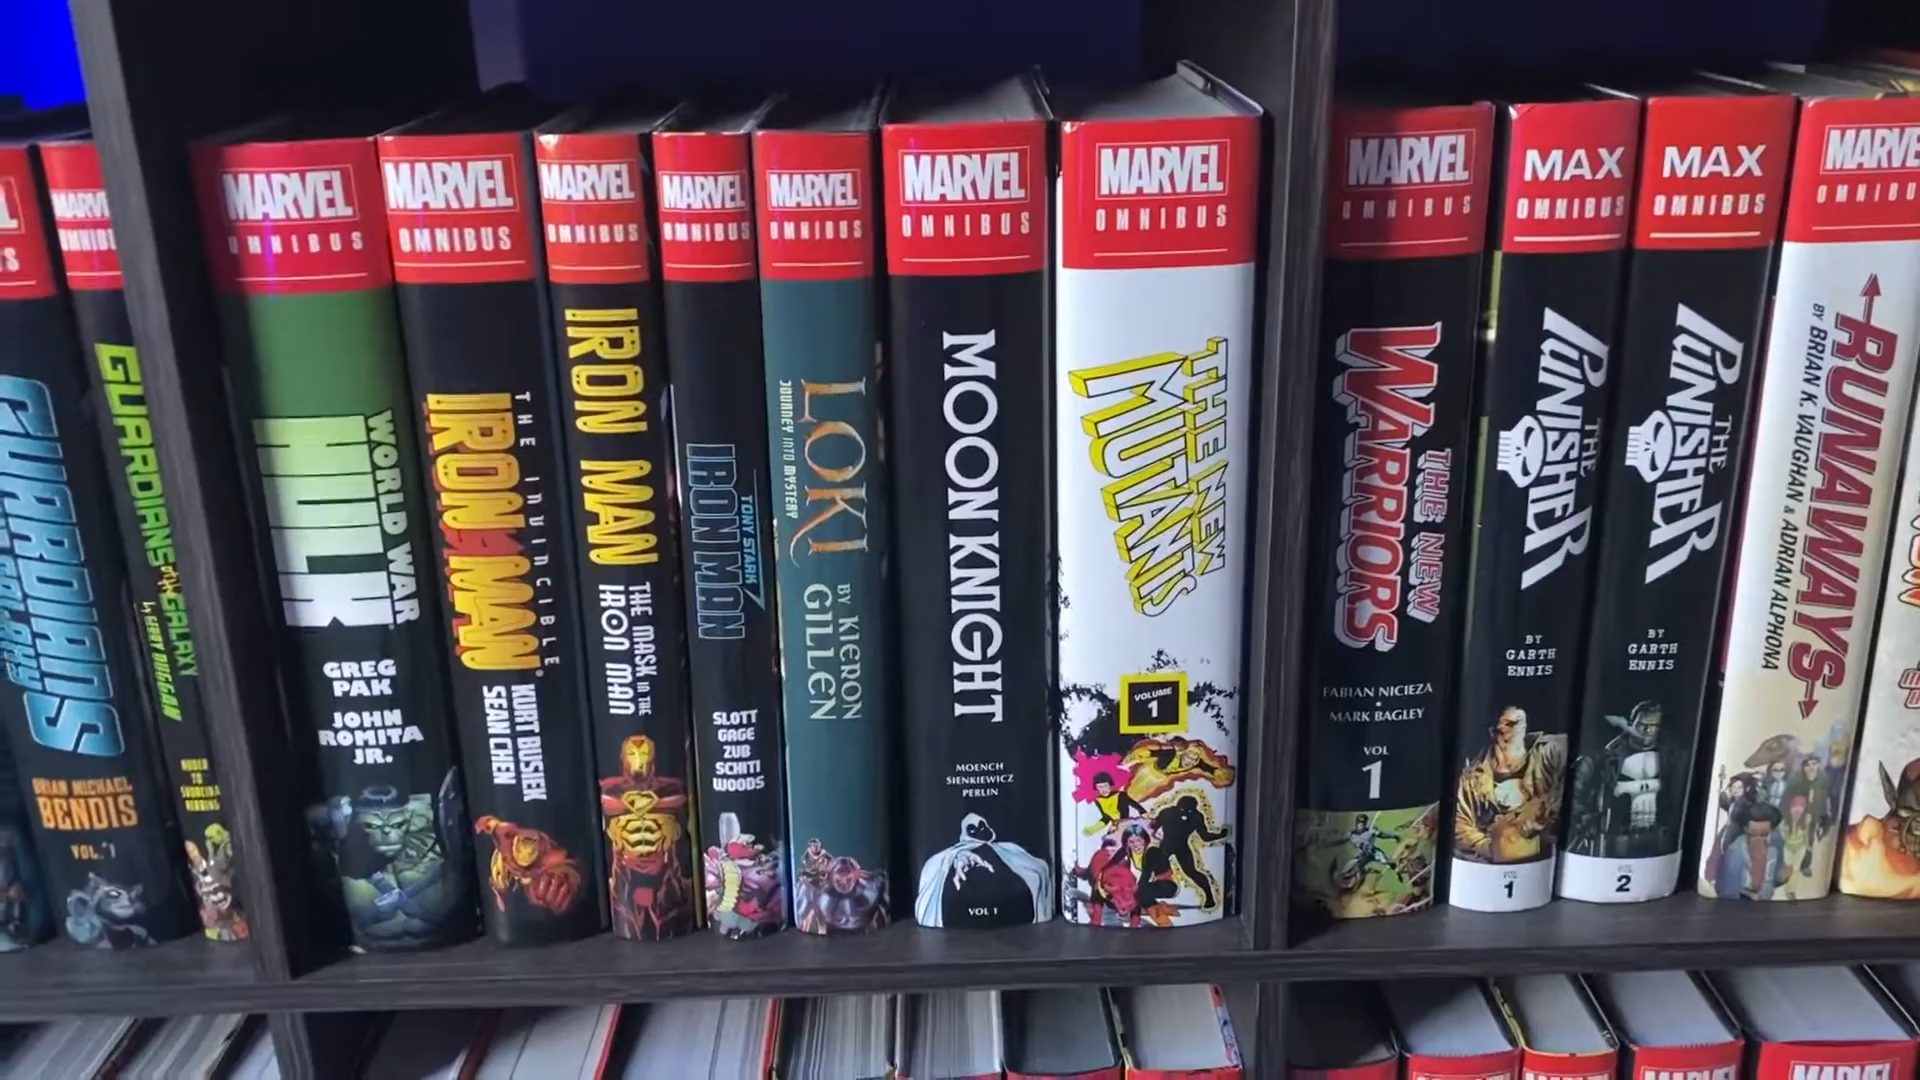 MARVEL
OMNIBUS
GUARDIANS
BRIAN MICHAEL
BENDIS
VOL. 1
GUARDIANS OF THE GALAXY
by GERRY DUGGAN
MARVEL
OMNIBUS
WORLD WAR
HULK
GREG
PAK
JOHN
ROMITA
JR.
MARVEL
OMNIBUS
THE INVINCIBLE
IRON MAN
KURT BUSIEK
SEAN CHEN
MARVEL
OMNIBUS
IRON MAN
THE MASK IN THE
IRON MAN
MARVEL
OMNIBUS
TONY STARK
IRON MAN
SLOTT
GAGE
ZUB
SCHITI
WOODS
MARVEL
OMNIBUS
LOKI
JOURNEY INTO MYSTERY
BY KIERON
GILLEN
MARVEL
OMNIBUS
MOON KNIGHT
MOENCH
SIENKIEWICZ
PERLIN
VOL 1
MARVEL
OMNIBUS
THE NEW
MUTANTS
VOLUME
1
MARVEL
OMNIBUS
THE NEW
WARRIORS
FABIAN NICIEZA
•
MARK BAGLEY
VOL
1
MAX
OMNIBUS
THE
PUNISHER
BY
GARTH
ENNIS
VOL
1
MAX
OMNIBUS
THE
PUNISHER
BY
GARTH
ENNIS
VOL
2
MARVEL
OMNIBU
RUNAWAYS
BY BRIAN K. VAUGHAN & ADRIAN ALPHONA
MARVEL